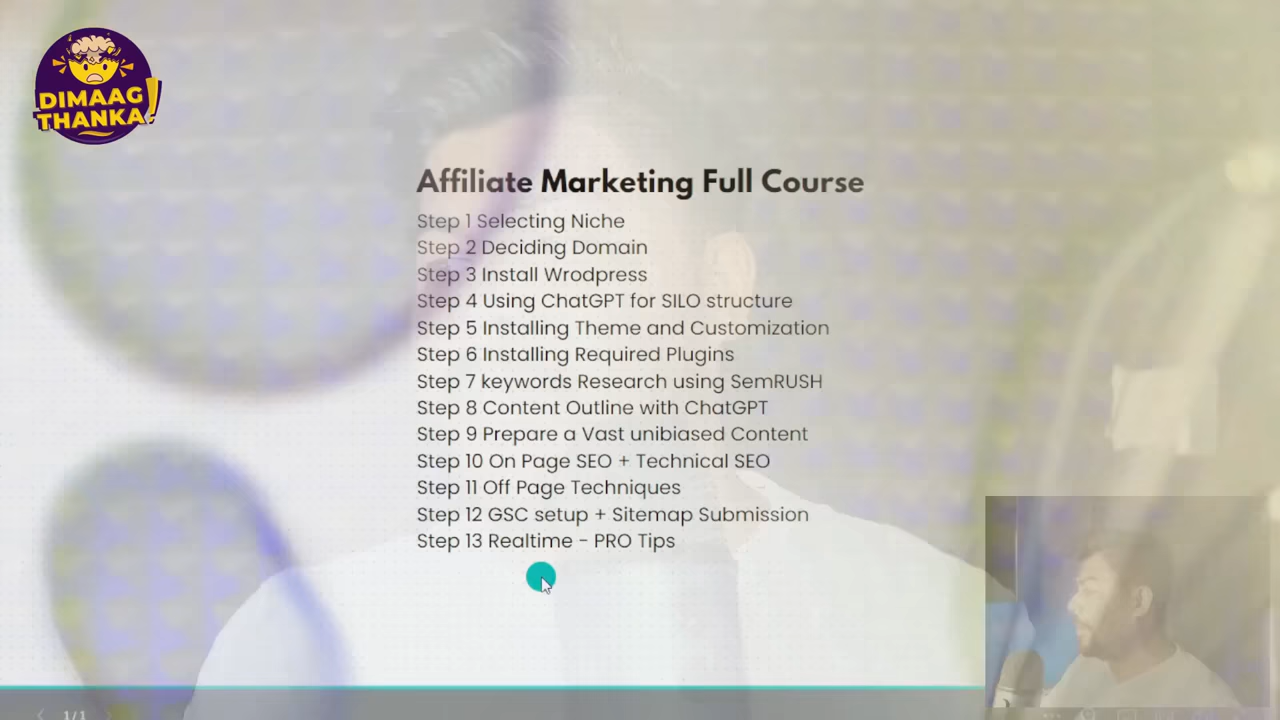 DIMAAG
THANKA!
Affiliate Marketing Full Course
Step 1 Selecting Niche
Step 2 Deciding Domain
Step 3 Install Wrodpress
Step 4 Using ChatGPT for SILO structure
Step 5 Installing Theme and Customization
Step 6 Installing Required Plugins
Step 7 keywords Research using SemRUSH
Step 8 Content Outline with ChatGPT
Step 9 Prepare a Vast unibiased Content
Step 10 On Page SEO + Technical SEO
Step 11 Off Page Techniques
Step 12 GSC setup + Sitemap Submission
Step 13 Realtime - PRO Tips
1/1